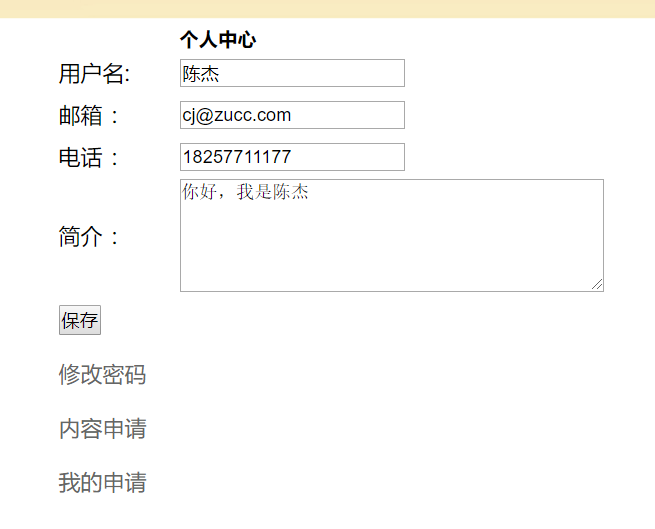 个人中心
用户名: 陈杰
邮箱： cj@zucc.com
电话： 18257711177
你好，我是陈杰
简介：
保存
修改密码
内容申请
我的申请